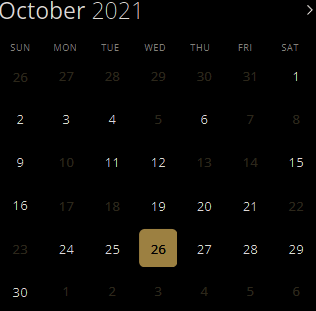 October 2021
SUN MON TUE WED THU FRI SAT
26 27 28 29 30 31 1
2 3 4 5 6 7 8
9 10 11 12 13 14 15
16 17 18 19 20 21 22
23 24 25 26 27 28 29
30 1 2 3 4 5 6